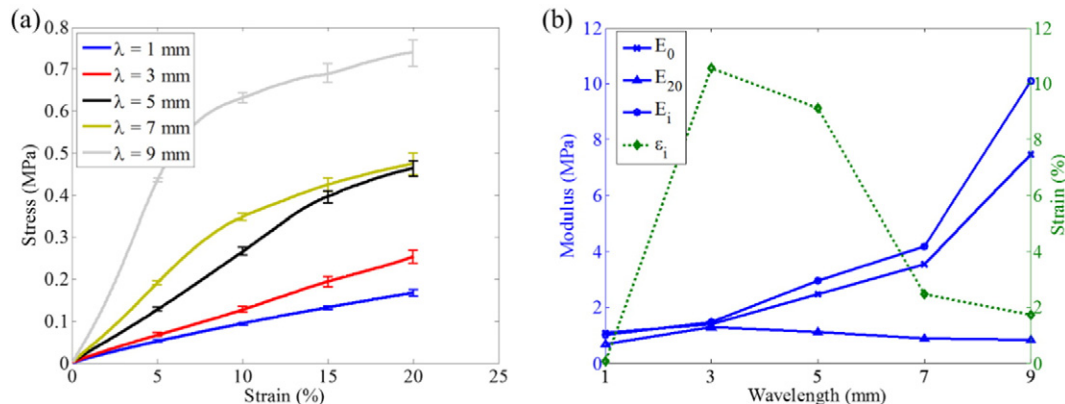 (a)
0.8
0.7
0.6
0.5
0.4
0.3
0.2
0.1
0
Stress (MPa)
λ = 1 mm
λ = 3 mm
λ = 5 mm
λ = 7 mm
λ = 9 mm
0 5 10 15 20 25
Strain (%)
(b)
12
10
8
6
4
2
0
Modulus (MPa)
E0
E20
Ei
εi
12
10
8
6
4
2
0
Strain (%)
1 3 5 7 9
Wavelength (mm)